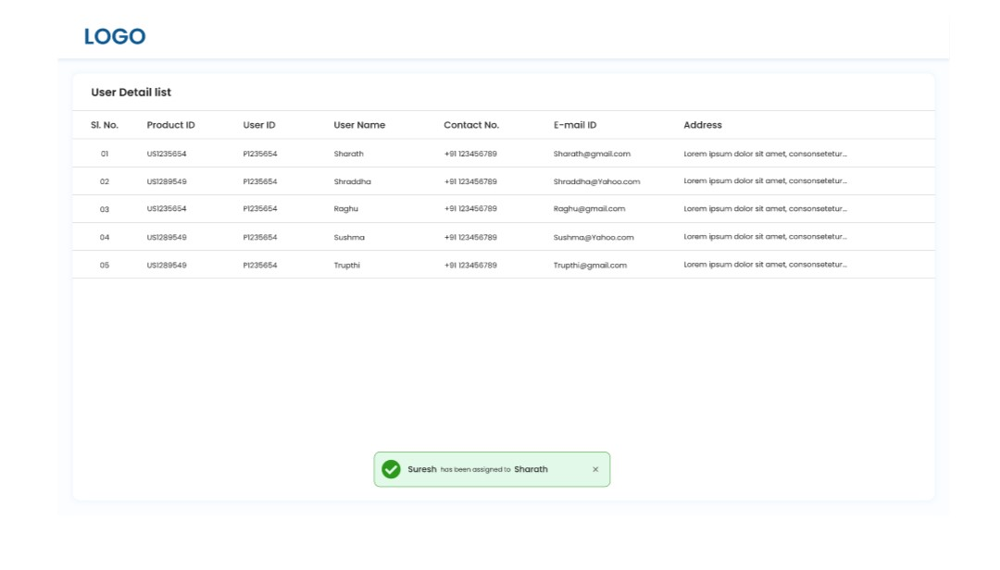 LOGO
User Detail list
Sl. No. Product ID User ID User Name Contact No. E-mail ID Address
01 US1235654 P1235654 Sharath +91 123456789 Sharath@gmail.com Lorem ipsum dolor sit amet, consonsetetur...
02 US1289549 P1235654 Shraddha +91 123456789 Shraddha@Yahoo.com Lorem ipsum dolor sit amet, consonsetetur...
03 US1235654 P1235654 Raghu +91 123456789 Raghu@gmail.com Lorem ipsum dolor sit amet, consonsetetur...
04 US1289549 P1235654 Sushma +91 123456789 Sushma@Yahoo.com Lorem ipsum dolor sit amet, consonsetetur...
05 US1289549 P1235654 Trupthi +91 123456789 Trupthi@gmail.com Lorem ipsum dolor sit amet, consonsetetur...
Suresh has been assigned to Sharath ×